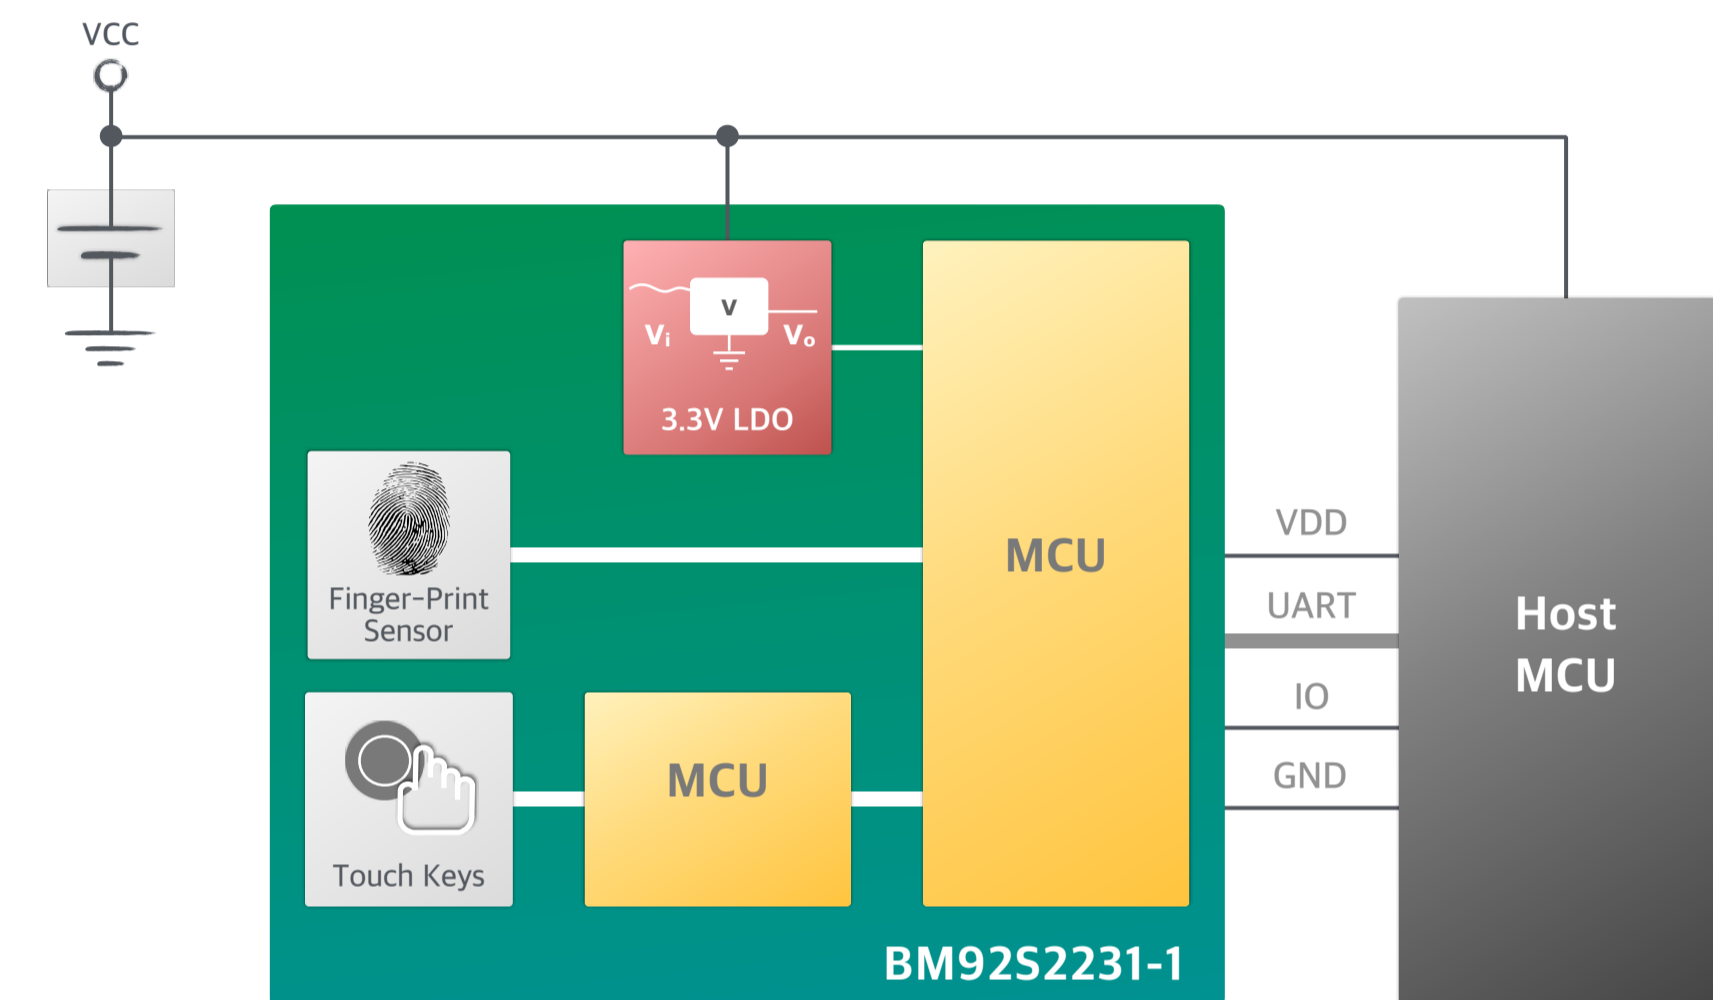 VCC
V
Vi
Vo
3.3V LDO
Finger-Print
Sensor
MCU
VDD
UART
IO
GND
Host
MCU
MCU
Touch Keys
BM92S2231-1